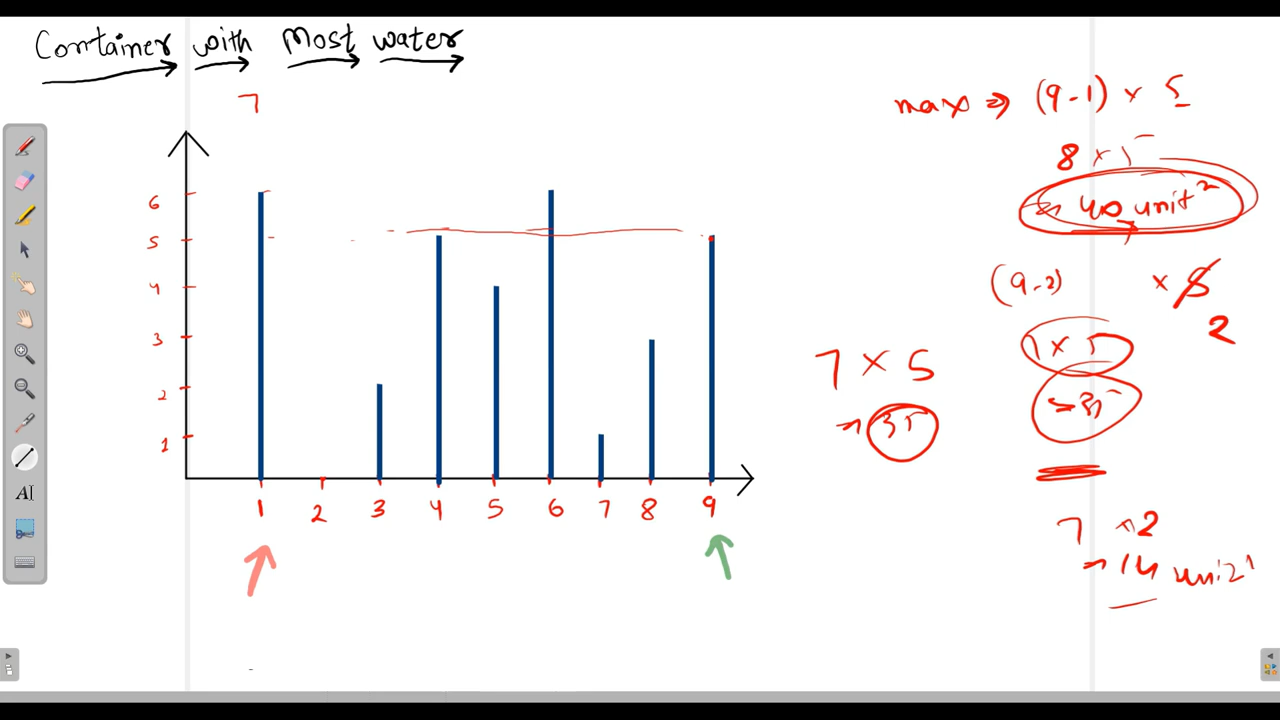 Container with Most water
7
6
5
4
3
2
1
1 2 3 4 5 6 7 8 9
max ⇒ (9-1) × 5
8 × 5
40 unit²
(9-2) × 5
2
7 × 5
35
7 × 5
35
7 × 2
14 unit²
AI